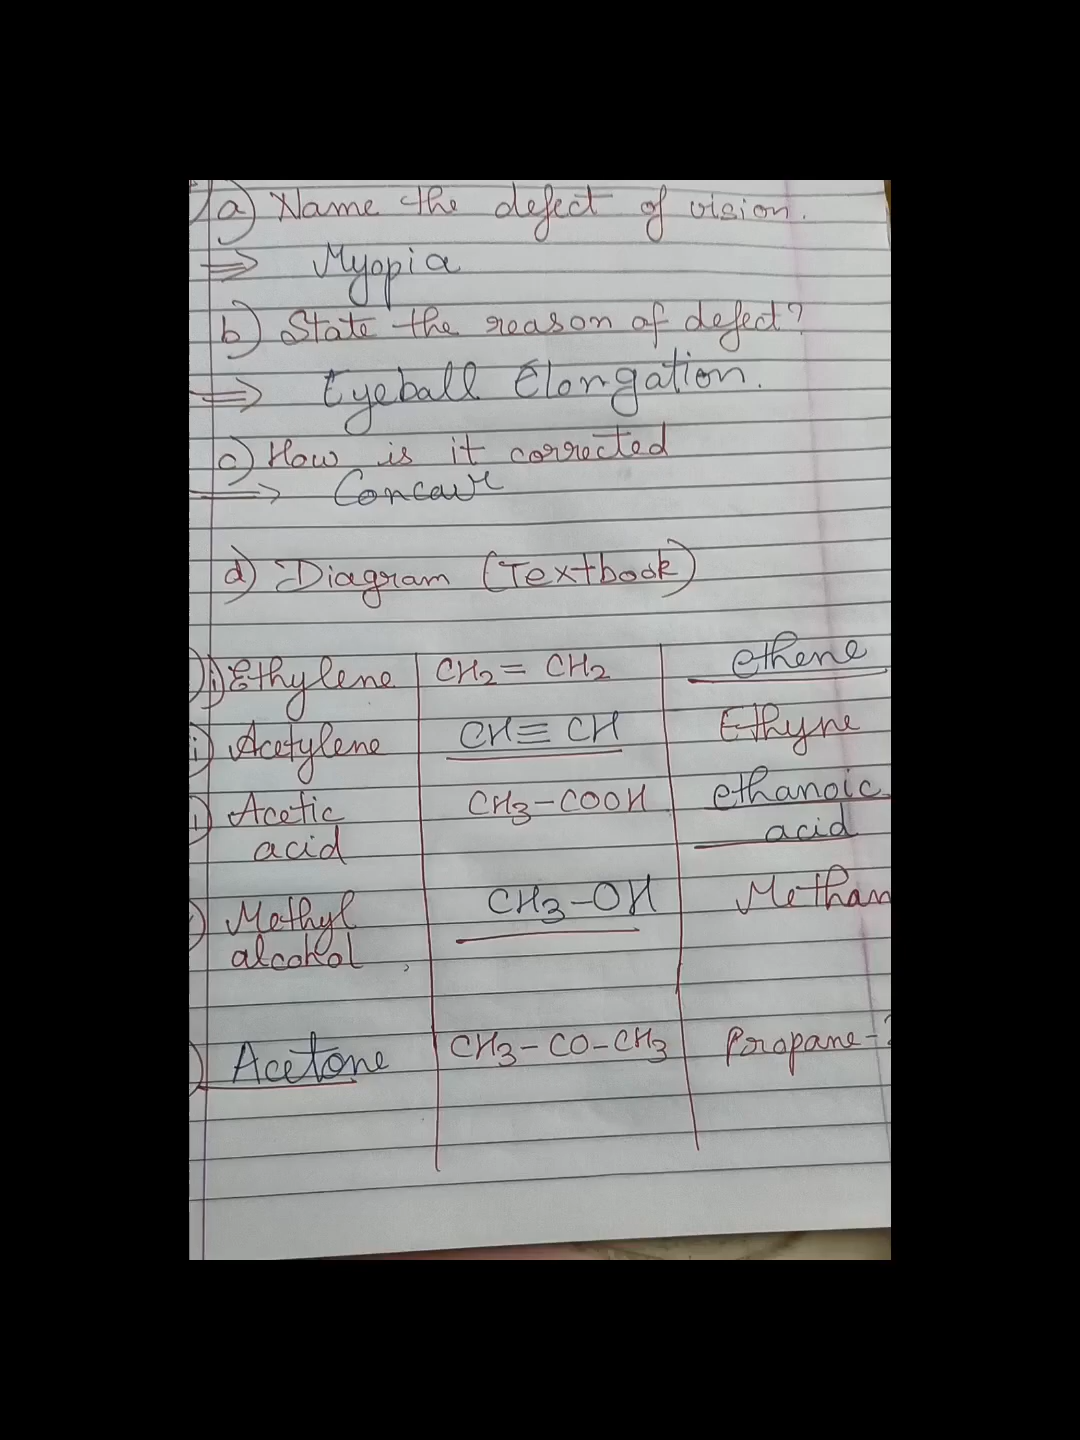 a) Name the defect of vision.
⇒ Myopia
b) State the reason of defect?
⇒ Eyeball Elongation.
c) How is it corrected
⇒ Concave
d) Diagram (Textbook)
i) Ethylene CH2 = CH2 ethene
i) Acetylene CH≡CH Ethyne
i) Acetic CH3-COOH ethanoic
acid acid
) Methyl CH3-OH Methan
alcohol
) Acetone CH3-CO-CH3 Propane-